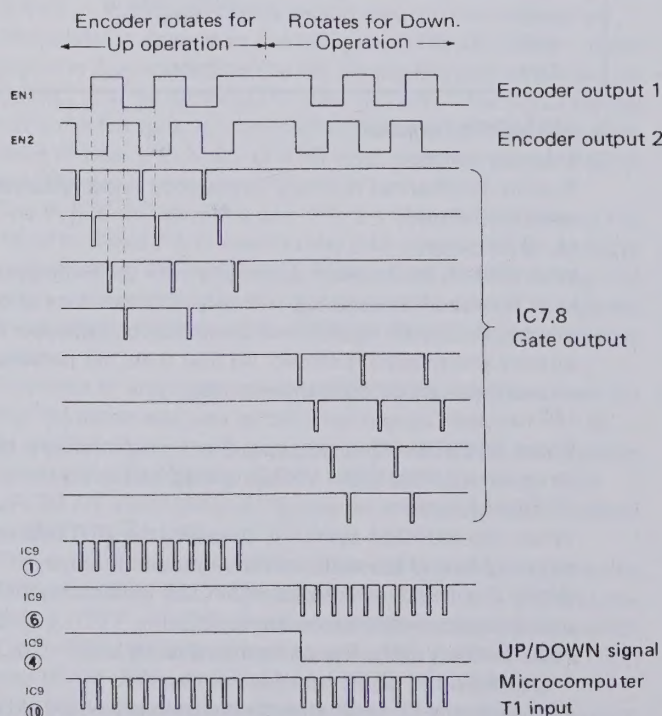 Encoder rotates for
Up operation
Rotates for Down.
Operation
EN1
Encoder output 1
EN2
Encoder output 2
IC7.8
Gate output
IC9
①
IC9
⑥
IC9
④
UP/DOWN signal
IC9
⑩
Microcomputer
T1 input